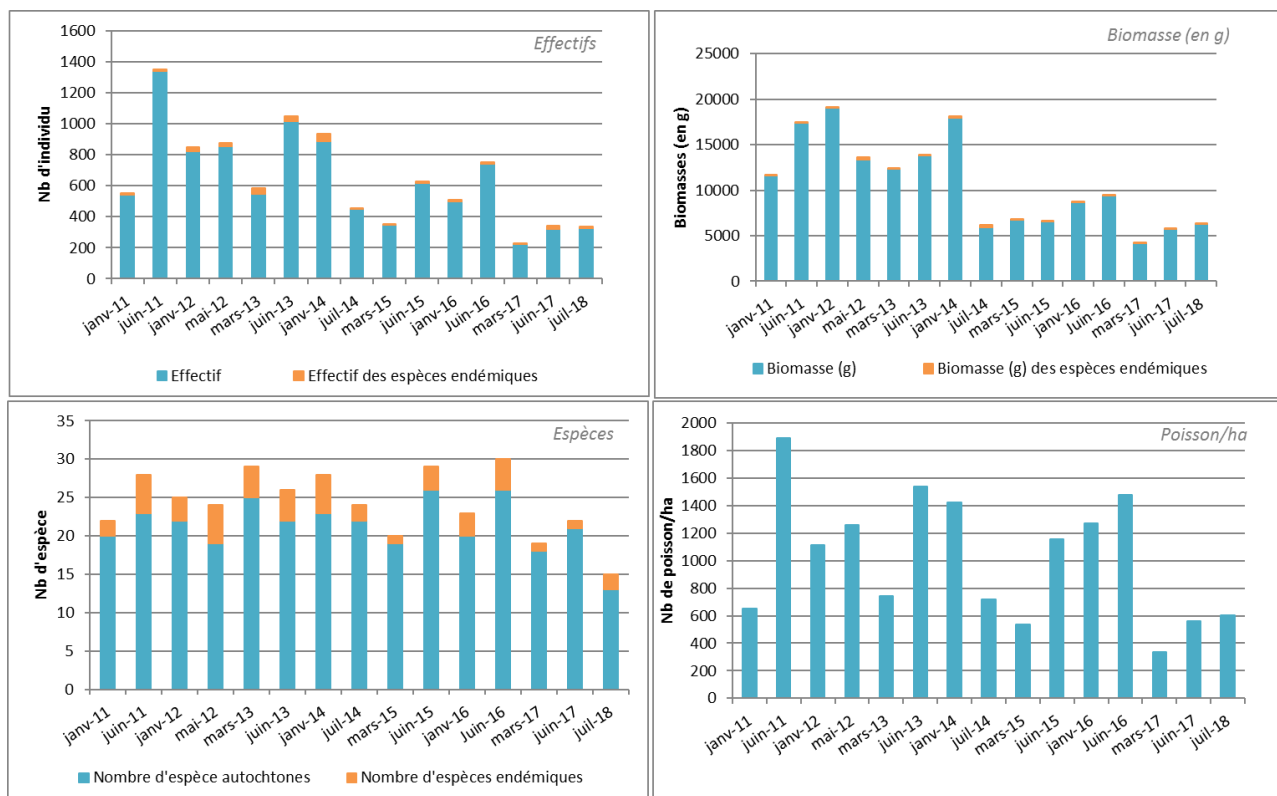 Effectifs
Nb d'individu
1600
1400
1200
1000
800
600
400
200
0
janv-11
juin-11
janv-12
mai-12
mars-13
juin-13
janv-14
juil-14
mars-15
juin-15
janv-16
Juin-16
mars-17
juin-17
juil-18
Effectif
Effectif des espèces endémiques
Biomasse (en g)
Biomasses (en g)
25000
20000
15000
10000
5000
0
janv-11
juin-11
janv-12
mai-12
mars-13
juin-13
janv-14
juil-14
mars-15
juin-15
janv-16
Juin-16
mars-17
juin-17
juil-18
Biomasse (g)
Biomasse (g) des espèces endémiques
Espèces
Nb d'espèce
35
30
25
20
15
10
5
0
janv-11
juin-11
janv-12
mai-12
mars-13
juin-13
janv-14
juil-14
mars-15
juin-15
janv-16
Juin-16
mars-17
juin-17
juil-18
Nombre d'espèce autochtones
Nombre d'espèces endémiques
Poisson/ha
Nb de poisson/ha
2000
1800
1600
1400
1200
1000
800
600
400
200
0
janv-11
juin-11
janv-12
mai-12
mars-13
juin-13
janv-14
juil-14
mars-15
juin-15
janv-16
Juin-16
mars-17
juin-17
juil-18